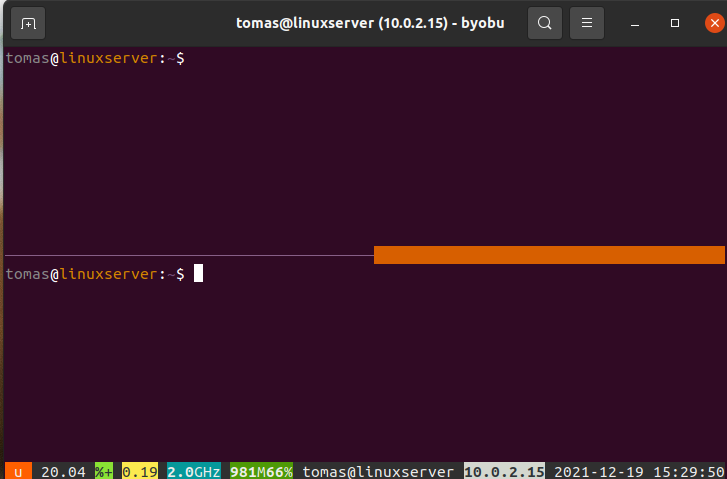 tomas@linuxserver (10.0.2.15) - byobu
tomas@linuxserver:~$
tomas@linuxserver:~$
u 20.04 %+ 0.19 2.0GHz 981M66% tomas@linuxserver 10.0.2.15 2021-12-19 15:29:50